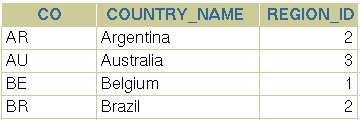 CO COUNTRY_NAME REGION_ID
AR Argentina 2
AU Australia 3
BE Belgium 1
BR Brazil 2